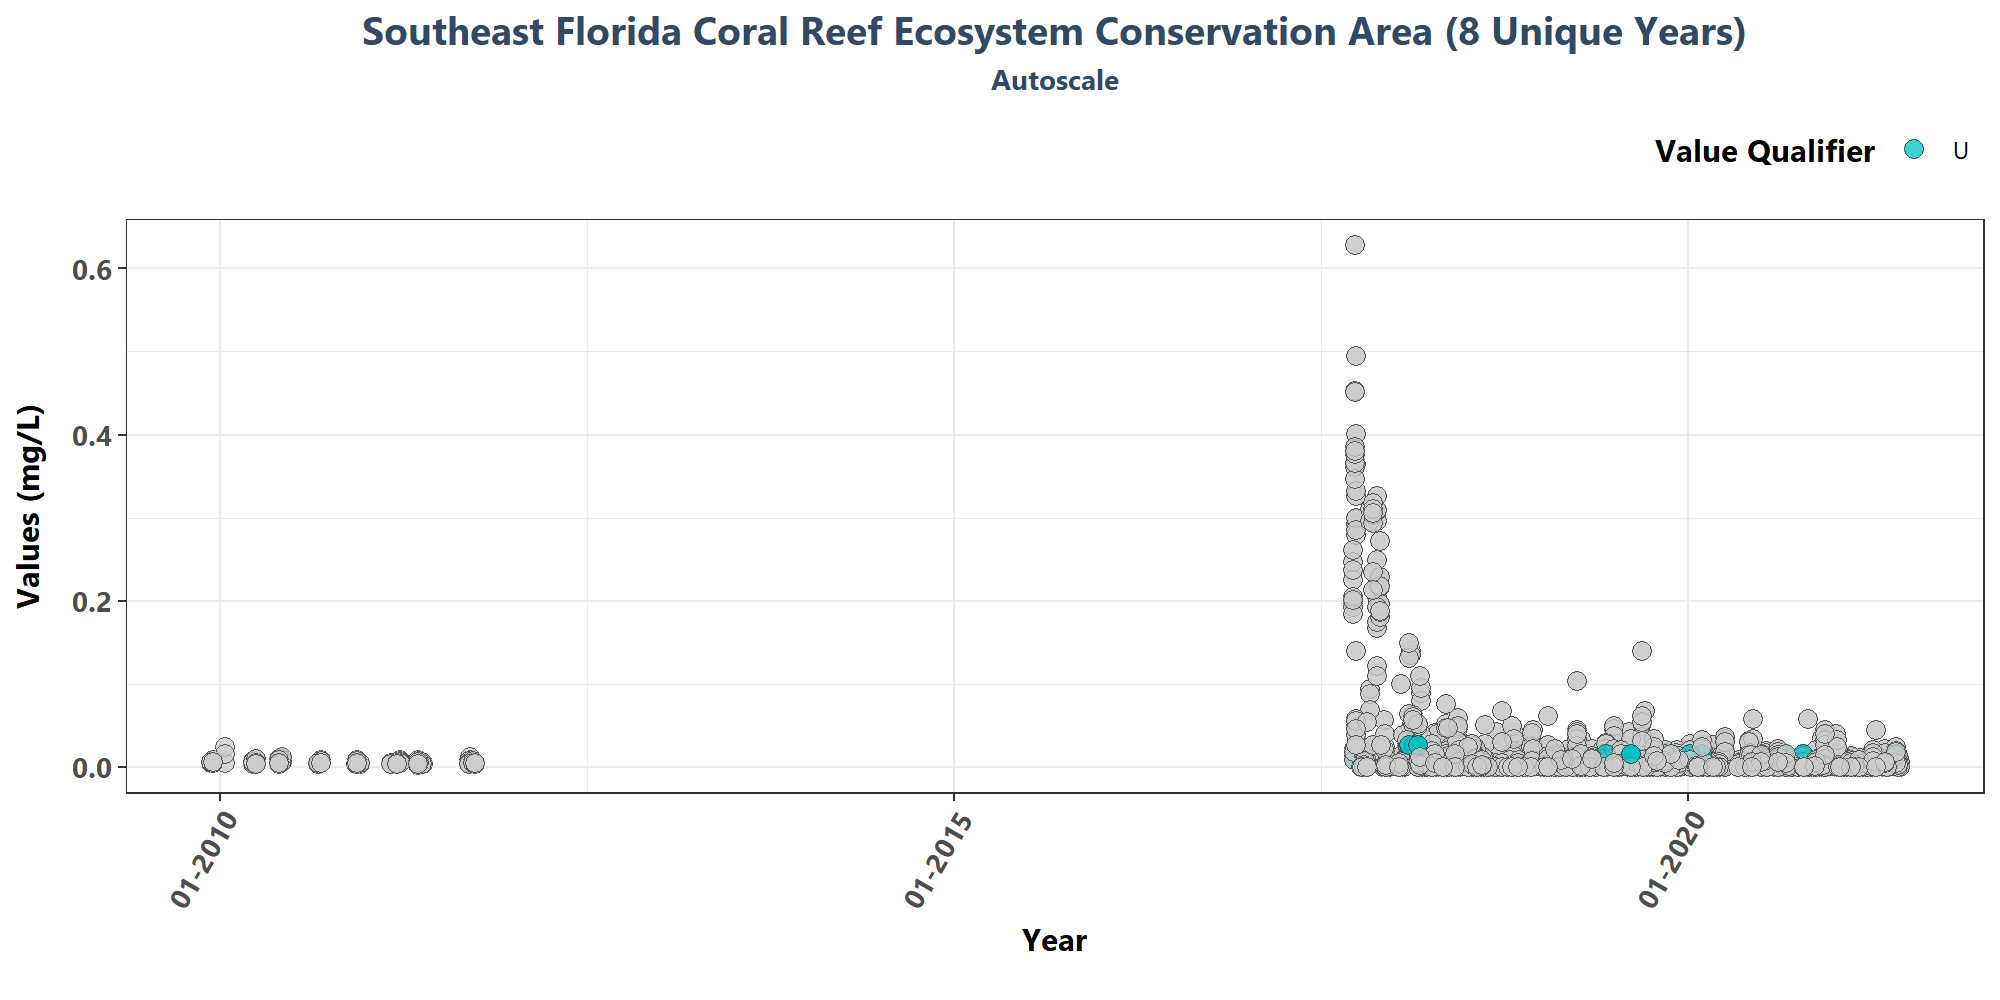 Southeast Florida Coral Reef Ecosystem Conservation Area (8 Unique Years)
Autoscale
Value Qualifier U
Values (mg/L)
0.6
0.4
0.2
0.0
01-2010 01-2015 01-2020
Year